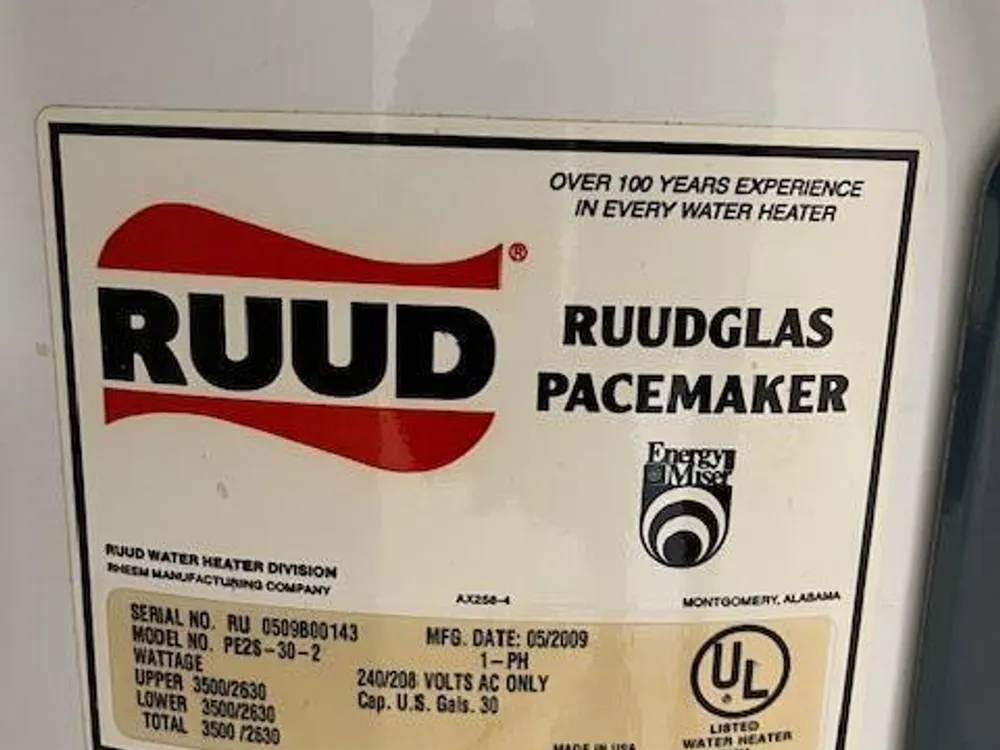 OVER 100 YEARS EXPERIENCE
IN EVERY WATER HEATER
RUUD®
RUUDGLAS
PACEMAKER
Energy
Miser
RUUD WATER HEATER DIVISION
RHEEM MANUFACTURING COMPANY
AX258-4
MONTGOMERY, ALABAMA
SERIAL NO. RU 0509B00143
MFG. DATE: 05/2009
MODEL NO. PE2S-30-2
1-PH
WATTAGE
240/208 VOLTS AC ONLY
UPPER 3500/2630
Cap. U.S. Gals. 30
LOWER 3500/2630
TOTAL 3500/2630
UL®
LISTED
WATER HEATER
MADE IN USA